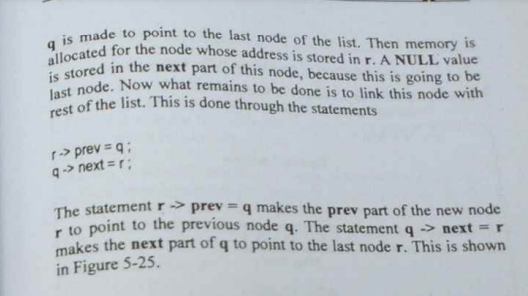 q is made to point to the last node of the list. Then memory is
allocated for the node whose address is stored in r. A NULL value
is stored in the next part of this node, because this is going to be
last node. Now what remains to be done is to link this node with
rest of the list. This is done through the statements
r -> prev = q ;
q -> next = r ;
The statement r -> prev = q makes the prev part of the new node
r to point to the previous node q. The statement q -> next = r
makes the next part of q to point to the last node r. This is shown
in Figure 5-25.